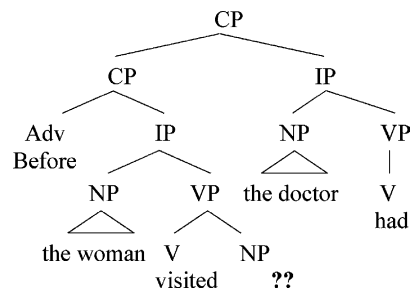 CP
CP IP
Adv IP NP VP
Before
NP VP the doctor V
had
the woman V NP
visited ??